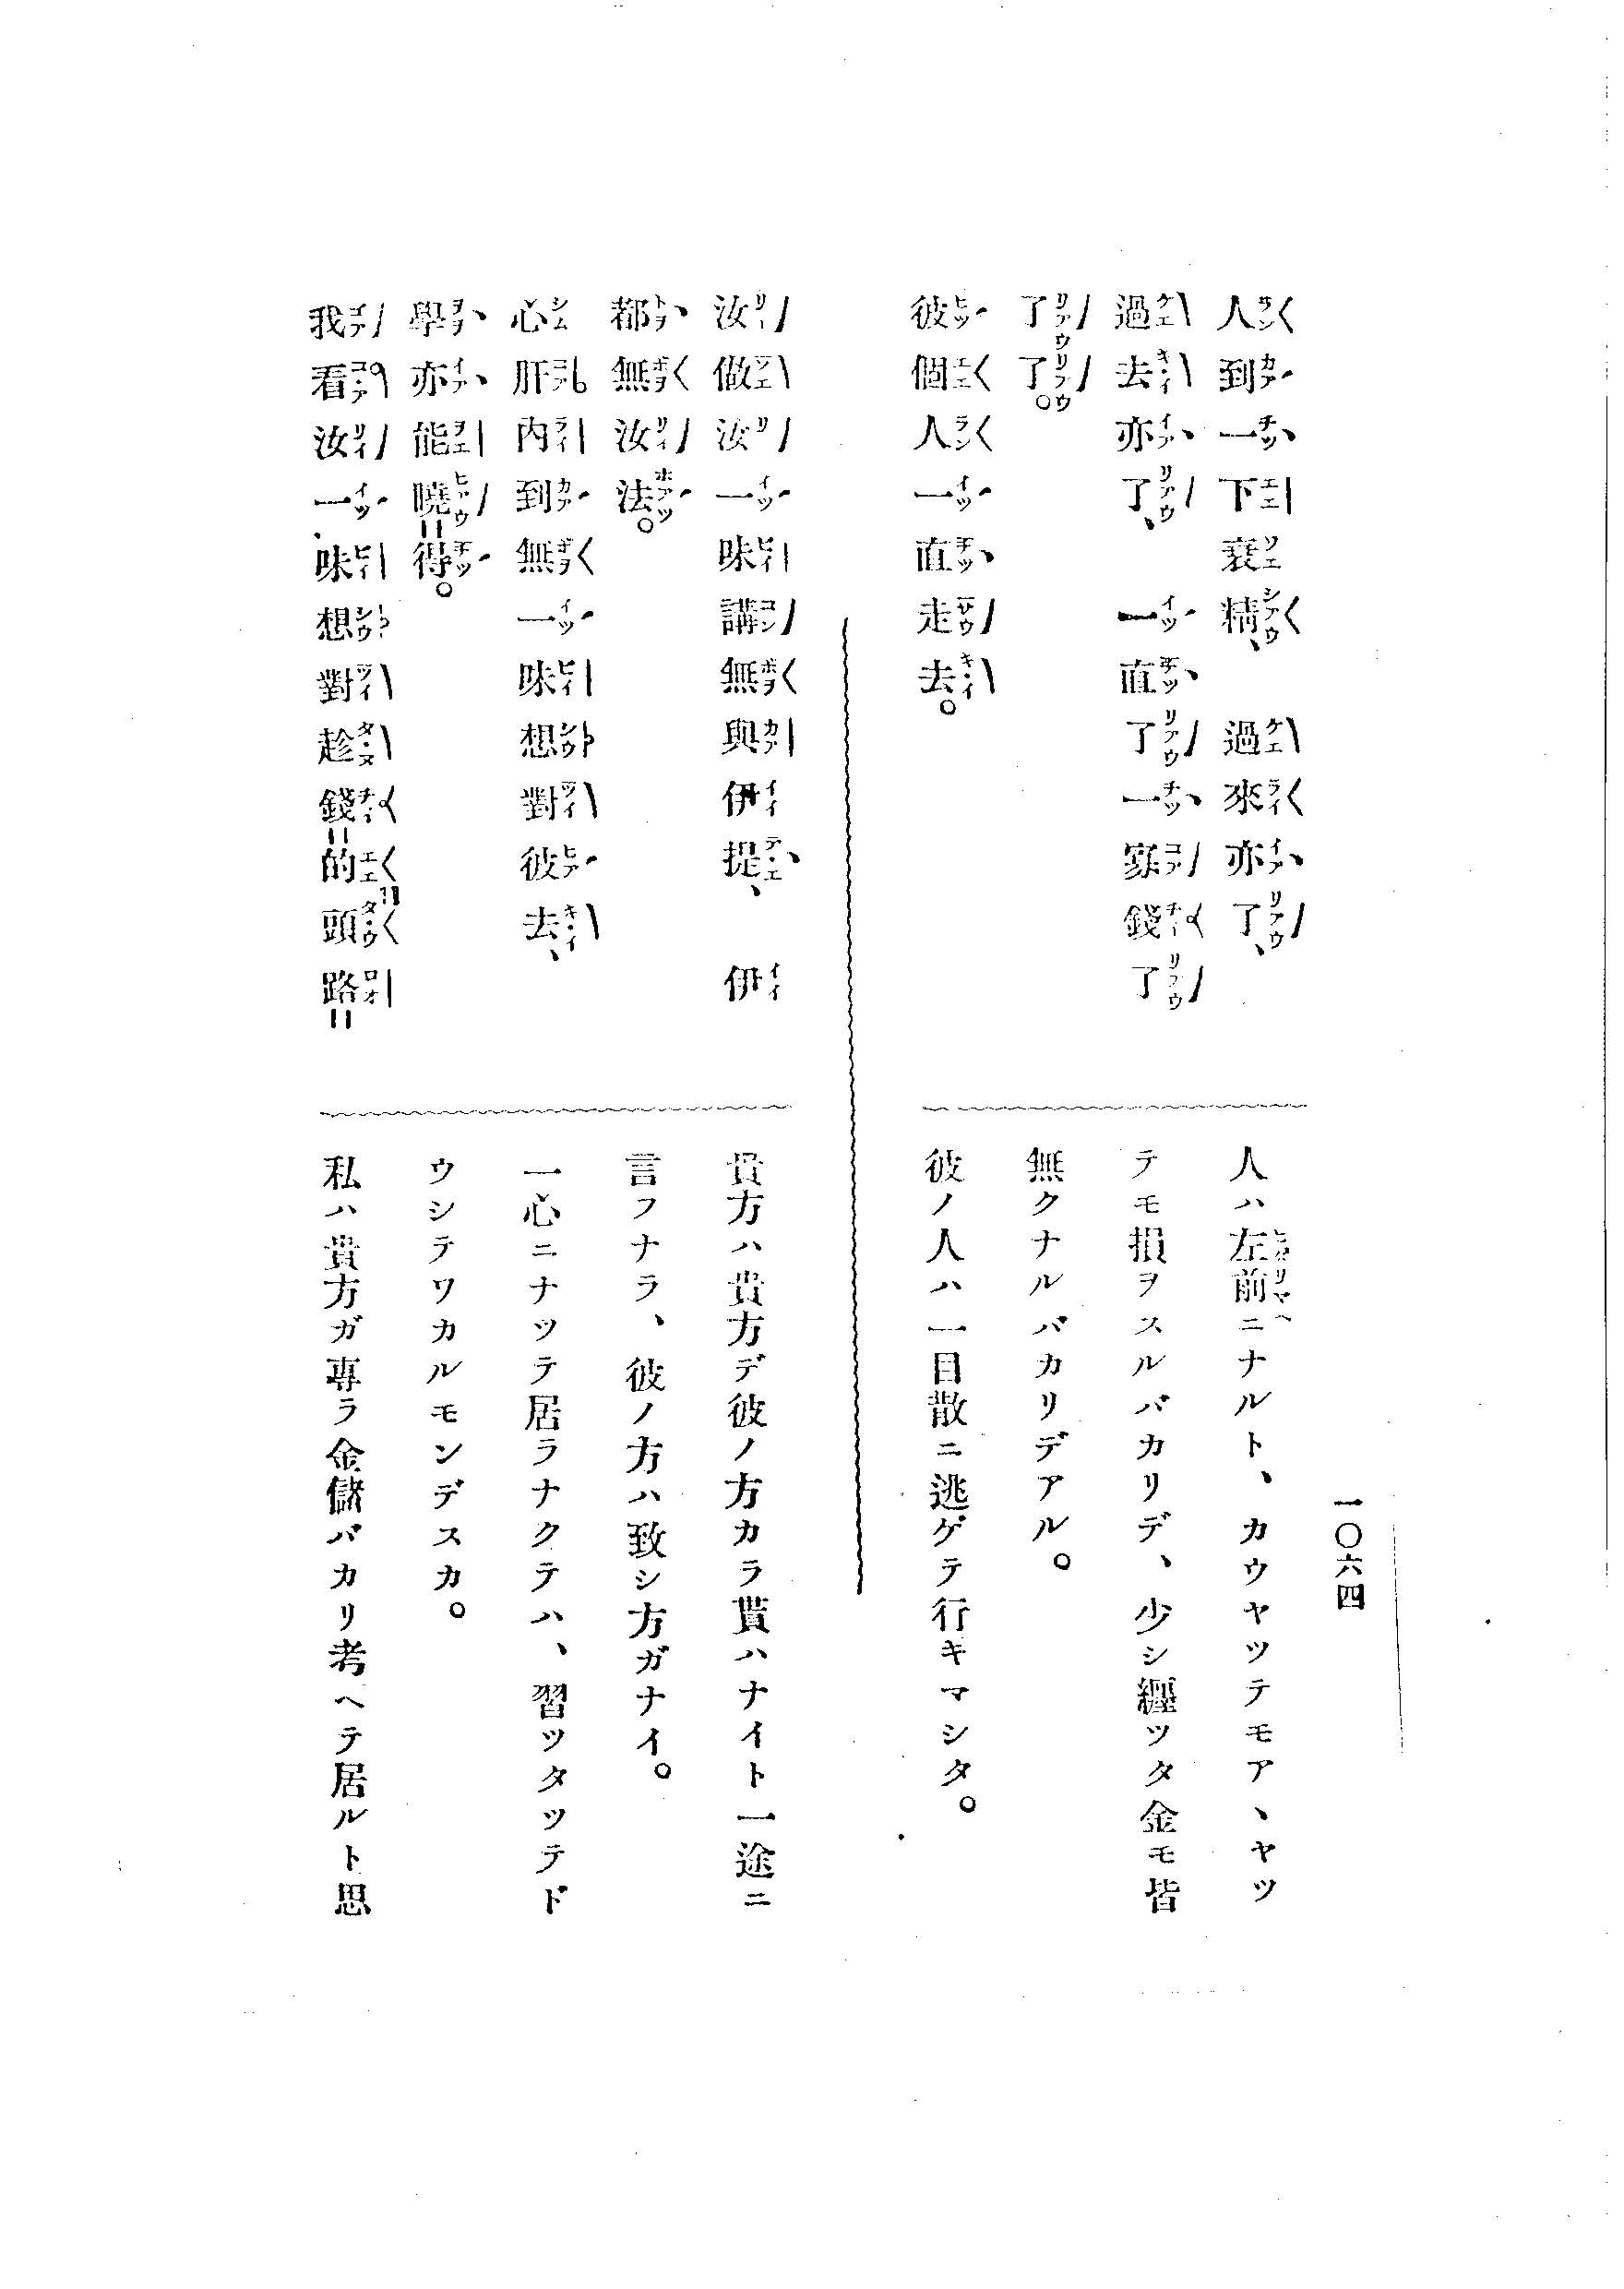 一〇六四
人到一下衰精、過來亦了、
過去亦了、一直了一寡錢了
了了。
人ハ左前ニナルト、カウヤツテモア、ヤツ
テモ損ヲスルバカリデ、少シ纏ツタ金モ皆
無クナルバカリデアル。
彼個人一直走去。
彼ノ人ハ一目散ニ逃ゲテ行キマシタ。
汝做汝一味講無與伊提、伊
都無汝法。
貴方ハ貴方デ彼ノ方カラ貰ハナイト一途ニ
言フナラ、彼ノ方ハ致シ方ガナイ。
心肝內到無一味想對彼去、
學亦能曉得。
一心ニナツテ居ラナクテハ、習ツタツテド
ウシテワカルモンデスカ。
我看汝一味想對趁錢的頭路
私ハ貴方ガ專ラ金儲バカリ考ヘテ居ルト思